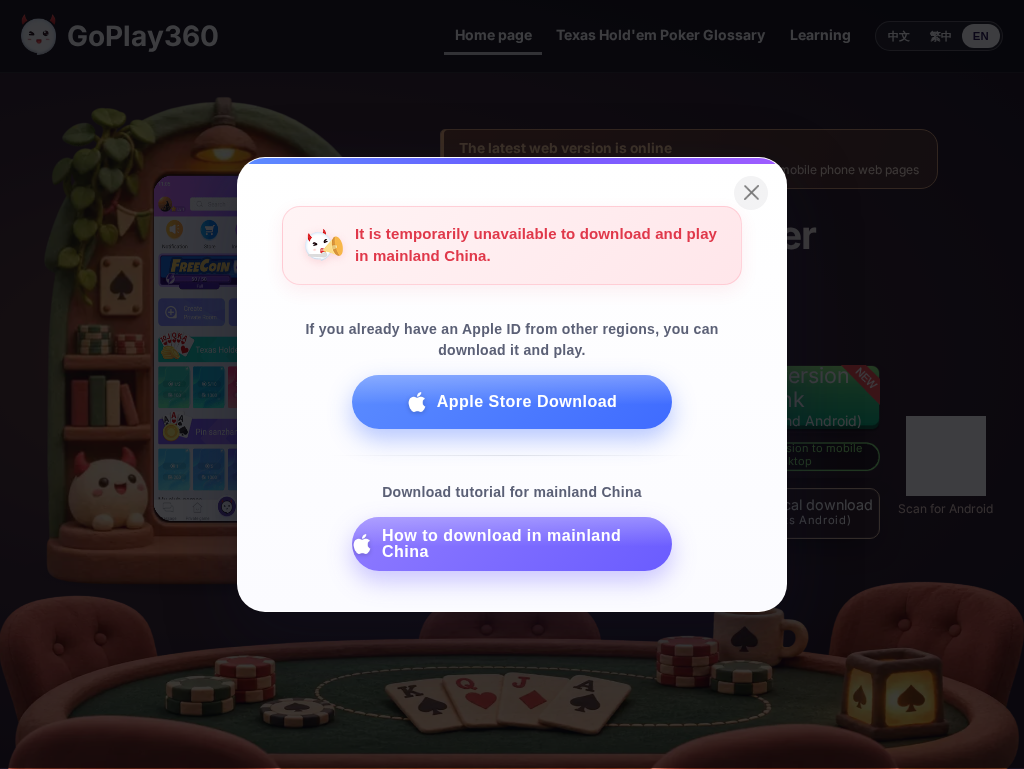 GoPlay360
Home page
Texas Hold'em Poker Glossary
Learning
中文
繁中
EN
The latest web version is online
mobile phone web pages
It is temporarily unavailable to download and play
in mainland China.
If you already have an Apple ID from other regions, you can
download it and play.
Apple Store Download
Download tutorial for mainland China
How to download in mainland
China
NEW
Scan for Android
FREECOIN
Texas Hold
A
K
Q
J
A